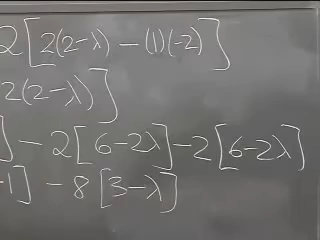 2[2(2-λ) - (1)(-2)]
2(2-λ)]
] - 2[6-2λ] - 2[6-2λ]
-1] - 8[3-λ]